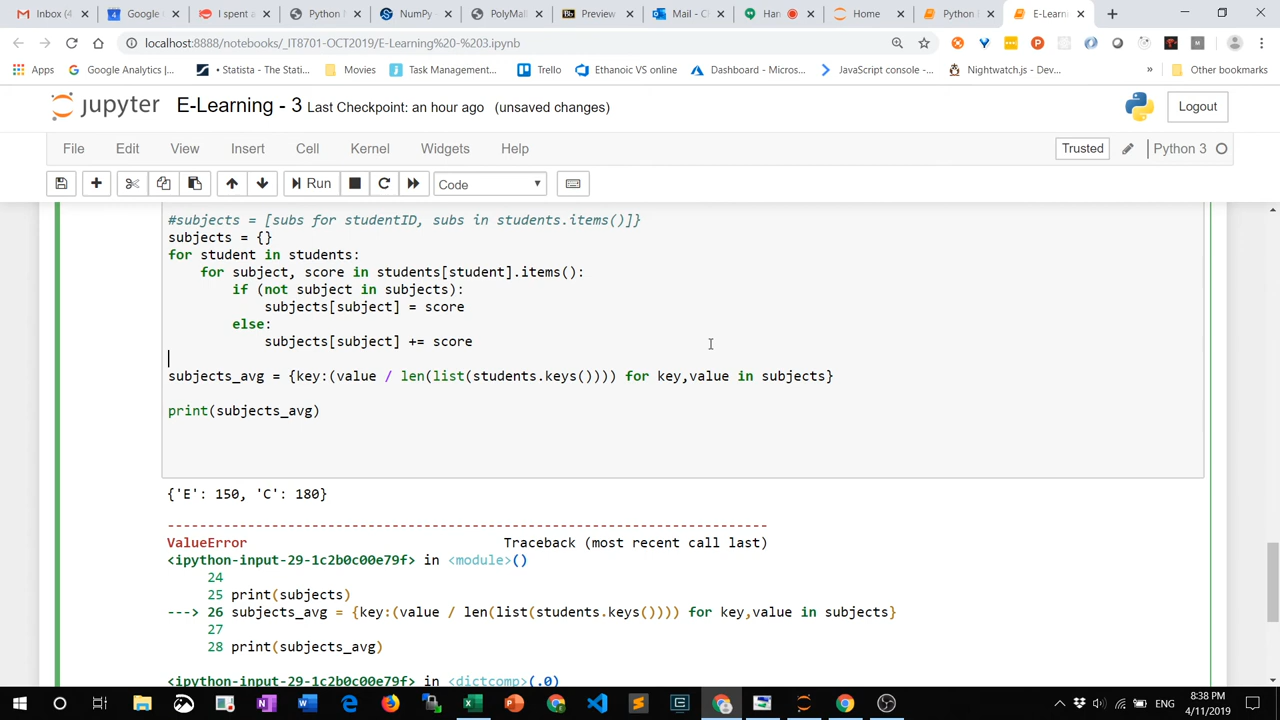 Inbox (4)
Google
I spent a
Python N
NumPy -
PolyMail
Bb Preview
Mail - C
Han
Home
Python
E-Learn
localhost:8888/notebooks/_IT8701-OCT2019/E-Learning%20-%203.ipynb
Apps
Google Analytics |...
• Statista - The Stati...
Movies
Task Management...
Trello
Ethanoic VS online
Dashboard - Micros...
JavaScript console -...
Nightwatch.js - Dev...
»
Other bookmarks
jupyter E-Learning - 3 Last Checkpoint: an hour ago (unsaved changes)
Logout
File Edit View Insert Cell Kernel Widgets Help
Trusted
Python 3
Run
Code
#subjects = [subs for studentID, subs in students.items()]}
subjects = {}
for student in students:
for subject, score in students[student].items():
if (not subject in subjects):
subjects[subject] = score
else:
subjects[subject] += score
subjects_avg = {key:(value / len(list(students.keys()))) for key,value in subjects}
print(subjects_avg)
{'E': 150, 'C': 180}
---------------------------------------------------------------------------
ValueError Traceback (most recent call last)
<ipython-input-29-1c2b0c00e79f> in <module>()
24
25 print(subjects)
---> 26 subjects_avg = {key:(value / len(list(students.keys()))) for key,value in subjects}
27
28 print(subjects_avg)
<ipython-input-29-1c2b0c00e79f> in <dictcomp>(.0)
ENG
8:38 PM
4/11/2019